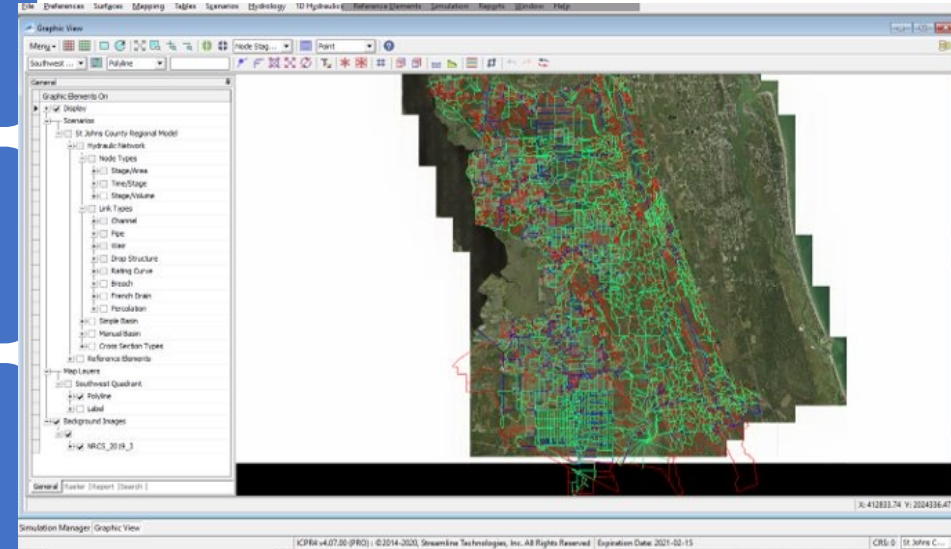 File Preferences Surfaces Mapping Tables Scenarios Hydrology 1D Hydraulics Reference Elements Simulation Reports Window Help
Graphic View
Menu Node Stag... Point
Southwest ... Polyline
General
Graphic Elements On
Display
Scenarios
St Johns County Regional Model
Hydraulic Network
Node Types
Stage/Area
Time/Stage
Stage/Volume
Link Types
Channel
Pipe
Weir
Drop Structure
Rating Curve
Breach
French Drain
Percolation
Simple Basin
Manual Basin
Cross Section Types
Reference Elements
Map Layers
Southwest Quadrant
Polyline
Label
Background Images
NRCS_2019_3
General Raster Report Search
X: 412833.74 Y: 2024336.47
Simulation Manager Graphic View
ICPR4 v4.07.00 (PRO) : ©2014-2020, Streamline Technologies, Inc. All Rights Reserved Expiration Date: 2021-02-15 CRS: 0 St Johns C...